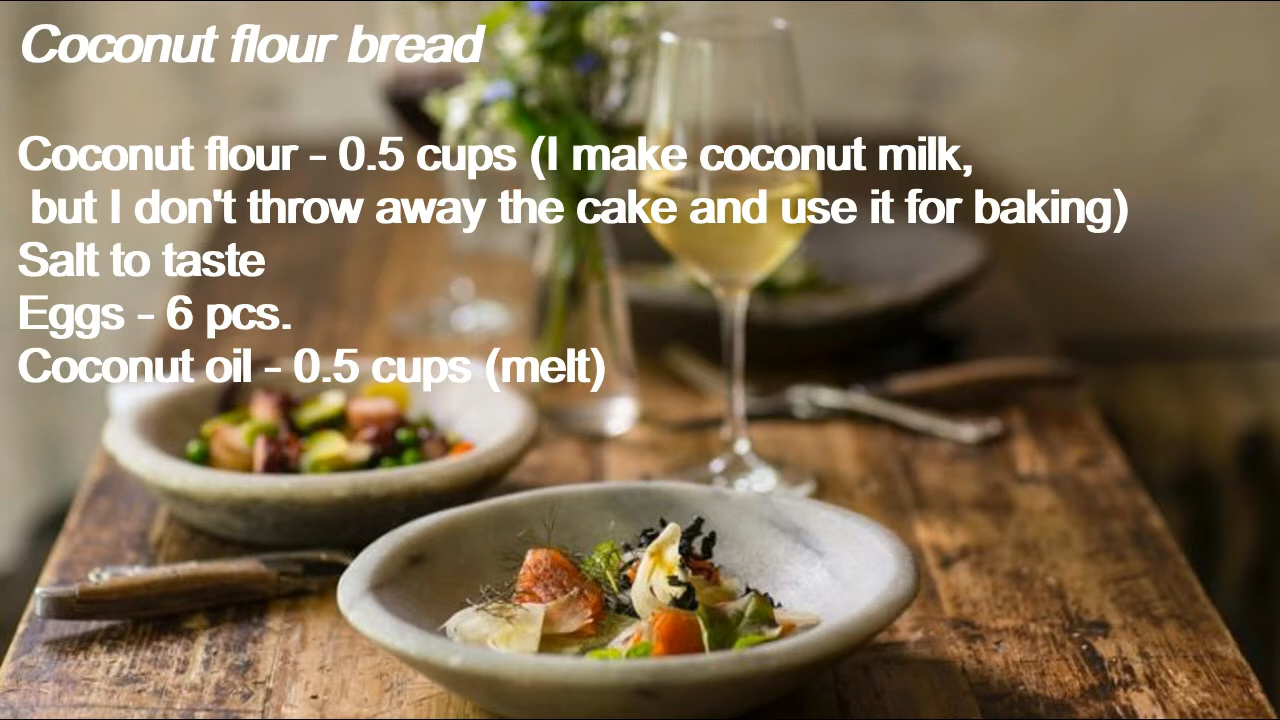 Coconut flour bread
Coconut flour - 0.5 cups (I make coconut milk,
but I don't throw away the cake and use it for baking)
Salt to taste
Eggs - 6 pcs.
Coconut oil - 0.5 cups (melt)